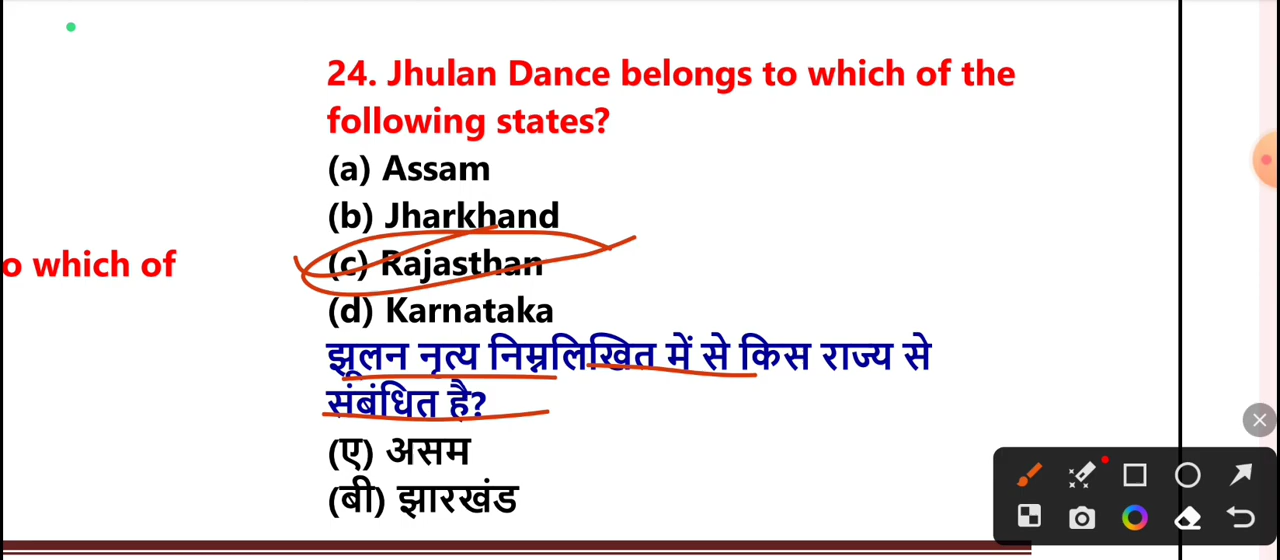 24. Jhulan Dance belongs to which of the
following states?
(a) Assam
(b) Jharkhand
o which of
(c) Rajasthan
(d) Karnataka
झूलन नृत्य निम्नलिखित में से किस राज्य से
संबंधित है?
(ए) असम
(बी) झारखंड